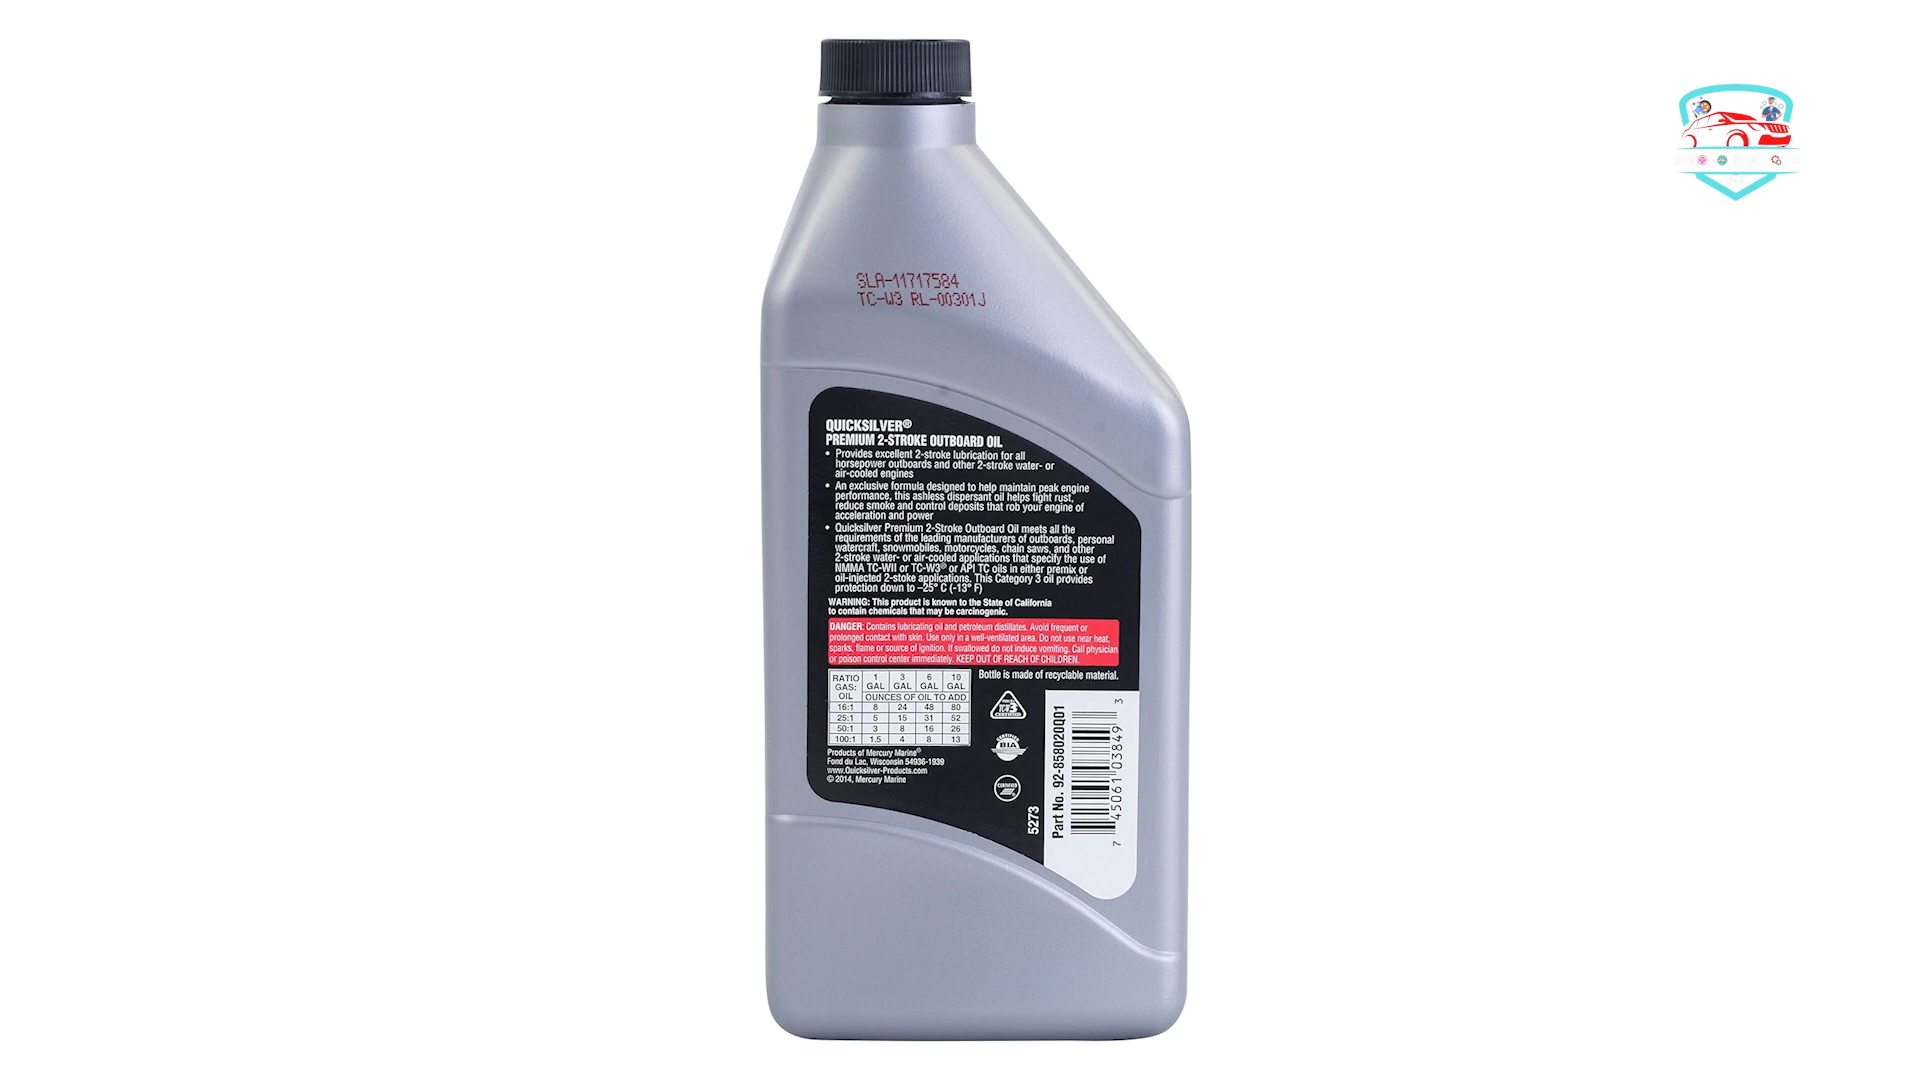 SLA-11717584
TC-W3 RL-00301J
QUICKSILVER®
PREMIUM 2-STROKE OUTBOARD OIL
• Provides excellent 2-stroke lubrication for all
horsepower outboards and other 2-stroke water- or
air-cooled engines
• An exclusive formula designed to help maintain peak engine
performance, this ashless dispersant oil helps fight rust,
reduce smoke and control deposits that rob your engine of
acceleration and power
• Quicksilver Premium 2-Stroke Outboard Oil meets all the
requirements of the leading manufacturers of outboards, personal
watercraft, snowmobiles, motorcycles, chain saws, and other
2-stroke water- or air-cooled applications that specify the use of
NMMA TC-WII or TC-W3® or API TC oils in either premix or
oil-injected 2-stoke applications. This Category 3 oil provides
protection down to –25° C (-13° F)
WARNING: This product is known to the State of California
to contain chemicals that may be carcinogenic.
DANGER: Contains lubricating oil and petroleum distillates. Avoid frequent or
prolonged contact with skin. Use only in a well-ventilated area. Do not use near heat,
sparks, flame or source of ignition. If swallowed do not induce vomiting. Call physician
or poison control center immediately. KEEP OUT OF REACH OF CHILDREN.
RATIO GAS: OIL 1 GAL 3 GAL 6 GAL 10 GAL
OUNCES OF OIL TO ADD
16:1 8 24 48 80
25:1 5 15 31 52
50:1 3 8 16 26
100:1 1.5 4 8 13
Bottle is made of recyclable material.
TC-W3
CERTIFIED
CERTIFIED
BIA
CERTIFIED
Products of Mercury Marine®
Fond du Lac, Wisconsin 54936-1939
www.Quicksilver-Products.com
© 2014, Mercury Marine
5273
Part No. 92-858020Q01
7 45061 03849 3